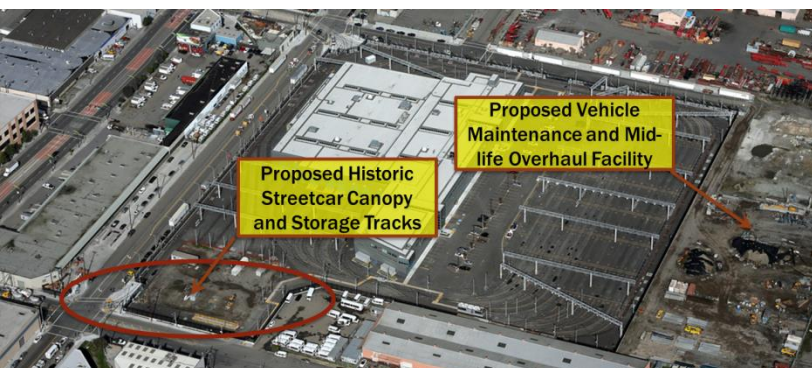 Proposed Vehicle
Maintenance and Mid-
life Overhaul Facility
Proposed Historic
Streetcar Canopy
and Storage Tracks